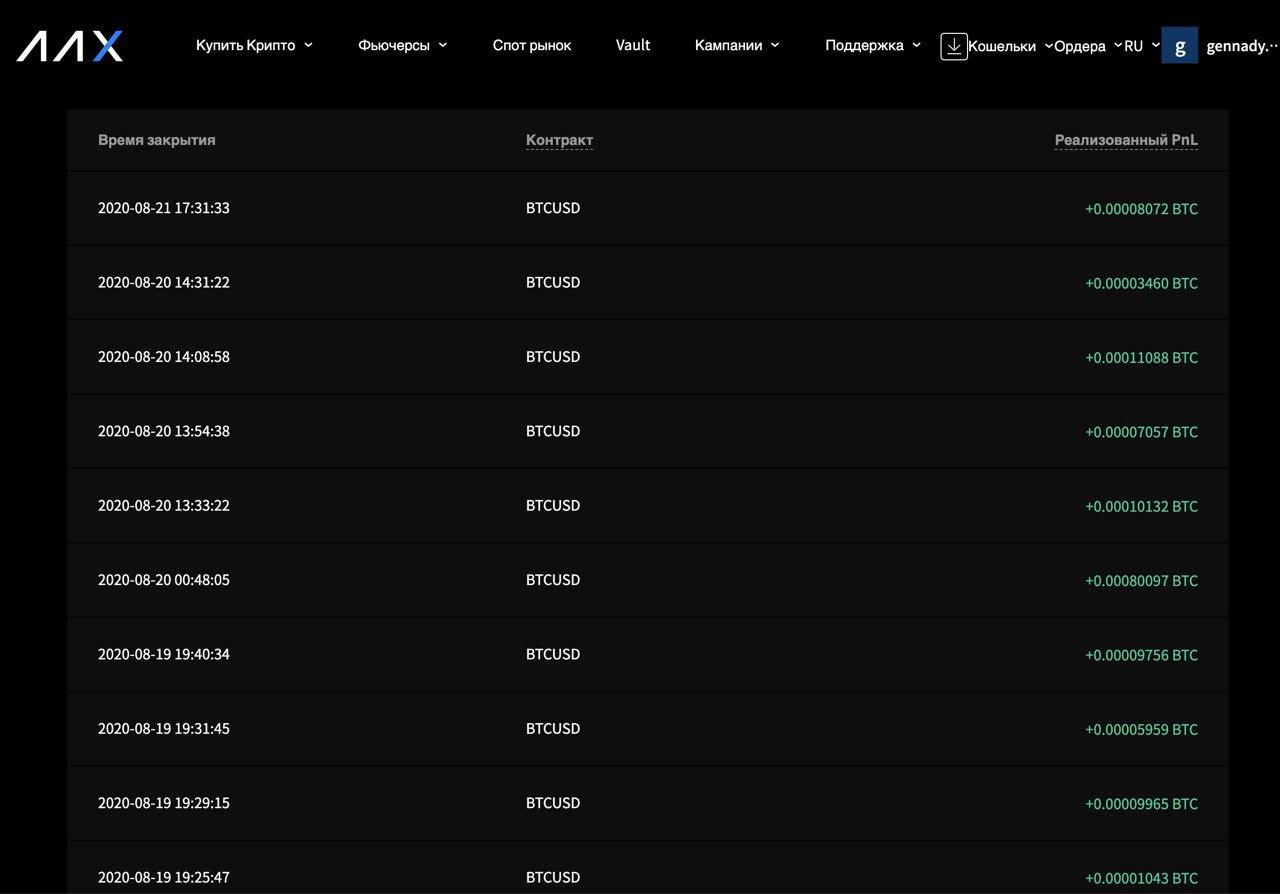 AAX Купить Крипто Фьючерсы Спот рынок Vault Кампании Поддержка Кошельки Ордера RU g gennady.··
Время закрытия Контракт Реализованный PnL
2020-08-21 17:31:33 BTCUSD +0.00008072 BTC
2020-08-20 14:31:22 BTCUSD +0.00003460 BTC
2020-08-20 14:08:58 BTCUSD +0.00011088 BTC
2020-08-20 13:54:38 BTCUSD +0.00007057 BTC
2020-08-20 13:33:22 BTCUSD +0.00010132 BTC
2020-08-20 00:48:05 BTCUSD +0.00080097 BTC
2020-08-19 19:40:34 BTCUSD +0.00009756 BTC
2020-08-19 19:31:45 BTCUSD +0.00005959 BTC
2020-08-19 19:29:15 BTCUSD +0.00009965 BTC
2020-08-19 19:25:47 BTCUSD +0.00001043 BTC